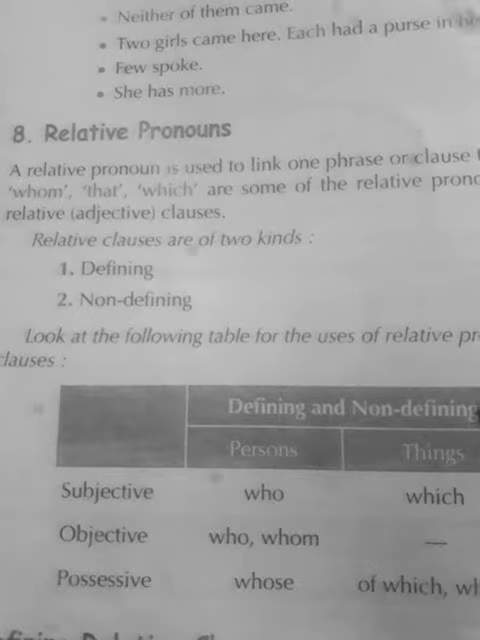 • Neither of them came.
• Two girls came here. Each had a purse in
• Few spoke.
• She has more.
8. Relative Pronouns
A relative pronoun is used to link one phrase or clause
'whom', 'that', 'which' are some of the relative
relative (adjective) clauses.
Relative clauses are of two kinds :
1. Defining
2. Non-defining
Look at the following table for the uses of relative
clauses :
Defining and Non-defining
Persons Things
Subjective who which
Objective who, whom —
Possessive whose of which,